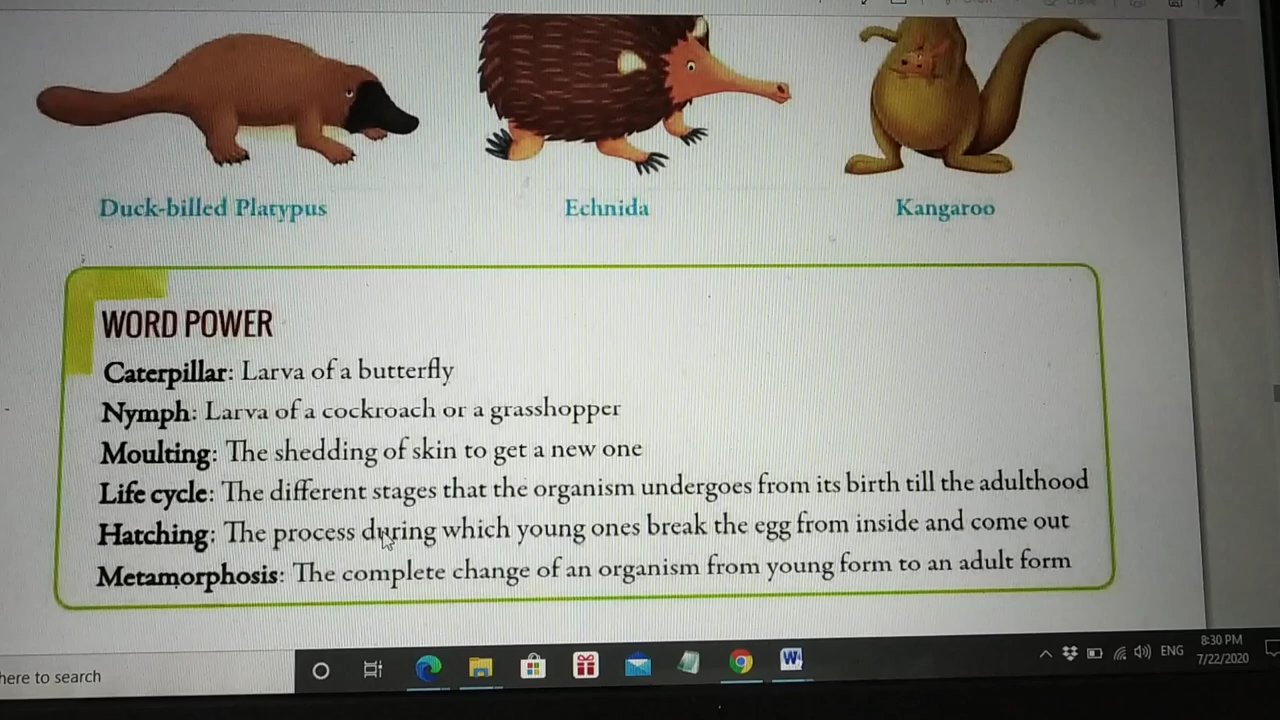 Duck-billed Platypus
Echnida
Kangaroo
WORD POWER
Caterpillar: Larva of a butterfly
Nymph: Larva of a cockroach or a grasshopper
Moulting: The shedding of skin to get a new one
Life cycle: The different stages that the organism undergoes from its birth till the adulthood
Hatching: The process during which young ones break the egg from inside and come out
Metamorphosis: The complete change of an organism from young form to an adult form
here to search
ENG
8:30 PM
7/22/2020